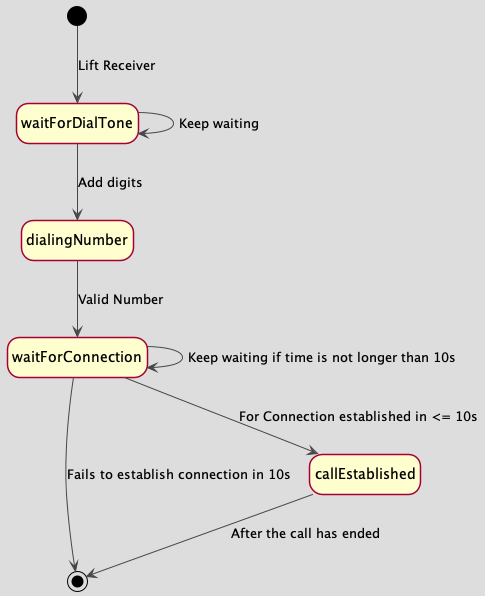 Lift Receiver
waitForDialTone
Keep waiting
Add digits
dialingNumber
Valid Number
waitForConnection
Keep waiting if time is not longer than 10s
For Connection established in <= 10s
Fails to establish connection in 10s
callEstablished
After the call has ended